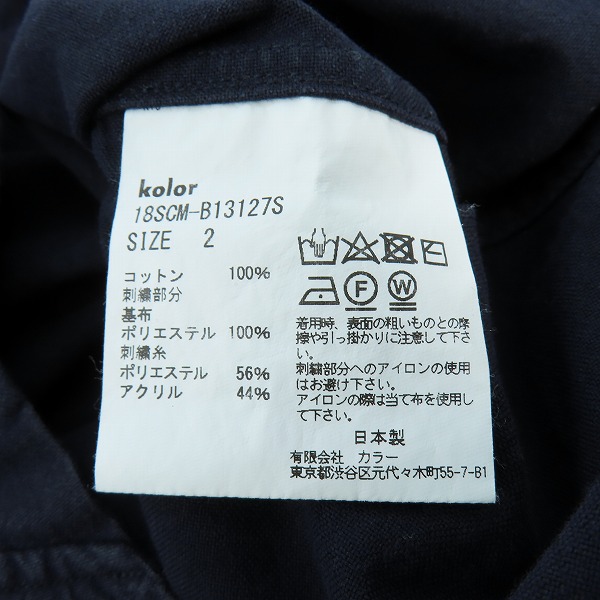 kolor
18SCM-B13127S
SIZE 2
コットン 100%
刺繍部分
基布
ポリエステル 100%
刺繍糸
ポリエステル 56%
アクリル 44%
F W
着用時、表面の粗いものとの摩
擦や引っ掛かりに注意して下さ
い。
刺繍部分へのアイロンの使用
はお避け下さい。
アイロンの際は当て布を使用し
て下さい。
日本製
有限会社 カラー
東京都渋谷区元代々木町55-7-B1